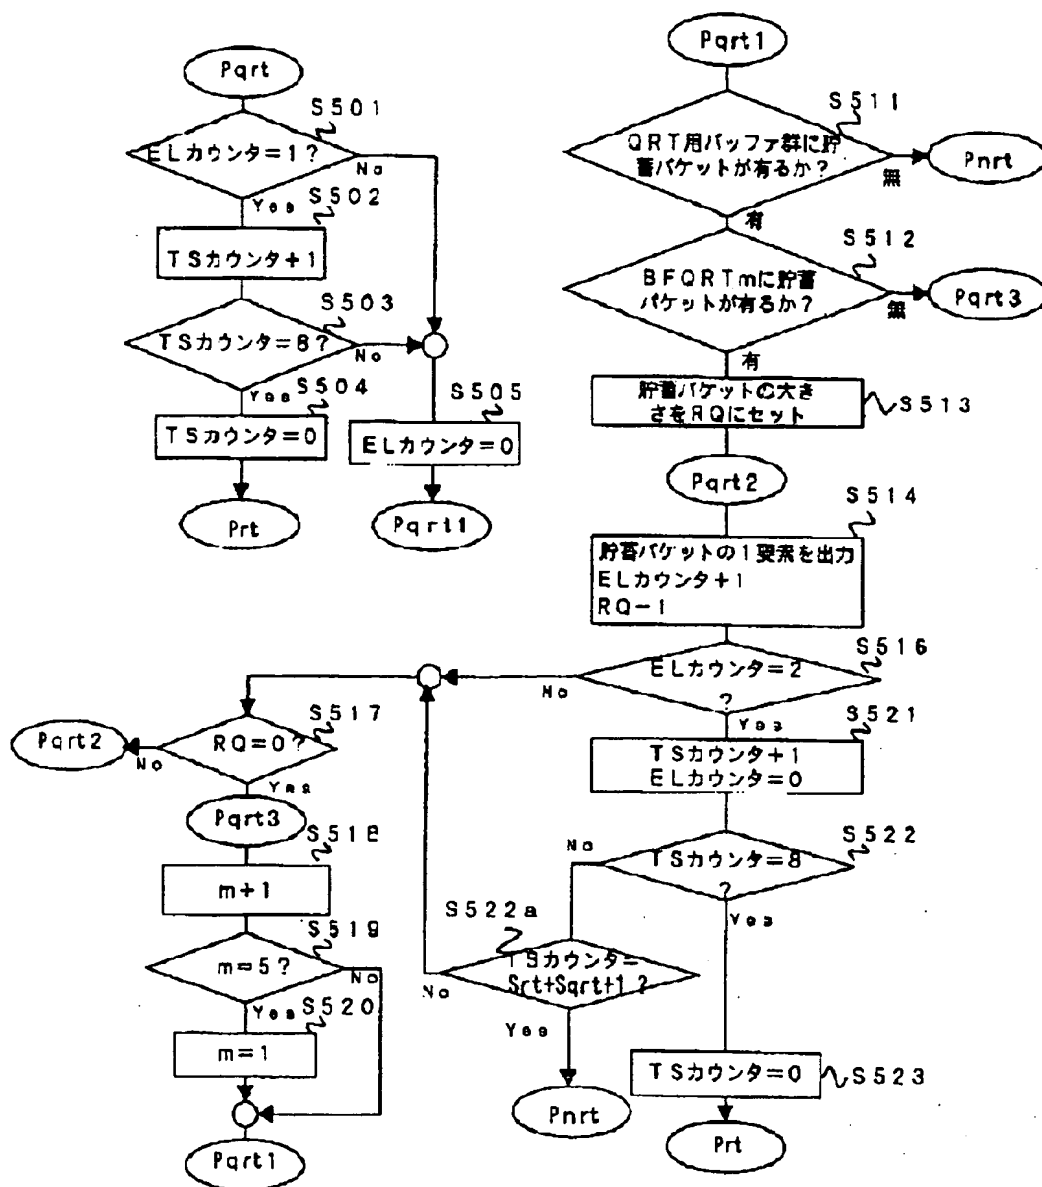 Pqrt
S501
ELカウンタ=1?
No
Yes
S502
TSカウンタ+1
S503
TSカウンタ=8?
No
Yes
S504
TSカウンタ=0
Prt
S505
ELカウンタ=0
Pqrt1
Pqrt1
S511
QRT用バッファ群に貯
蓄パケットが有るか?
無
Pnrt
有
S512
BFQRTmに貯蓄
パケットが有るか?
無
Pqrt3
有
貯蓄パケットの大き
さをRQにセット
S513
Pqrt2
S514
貯蓄パケットの1要素を出力
ELカウンタ+1
RQ-1
S516
ELカウンタ=2
?
No
Yes
S521
TSカウンタ+1
ELカウンタ=0
S522
TSカウンタ=8
?
No
Yes
S522a
TSカウンタ=
Srt+Sqrt+1?
No
Yes
Pnrt
TSカウンタ=0
S523
Prt
S517
RQ=0?
No
Pqrt2
Yes
Pqrt3
S518
m+1
S519
m=5?
No
Yes
S520
m=1
Pqrt1